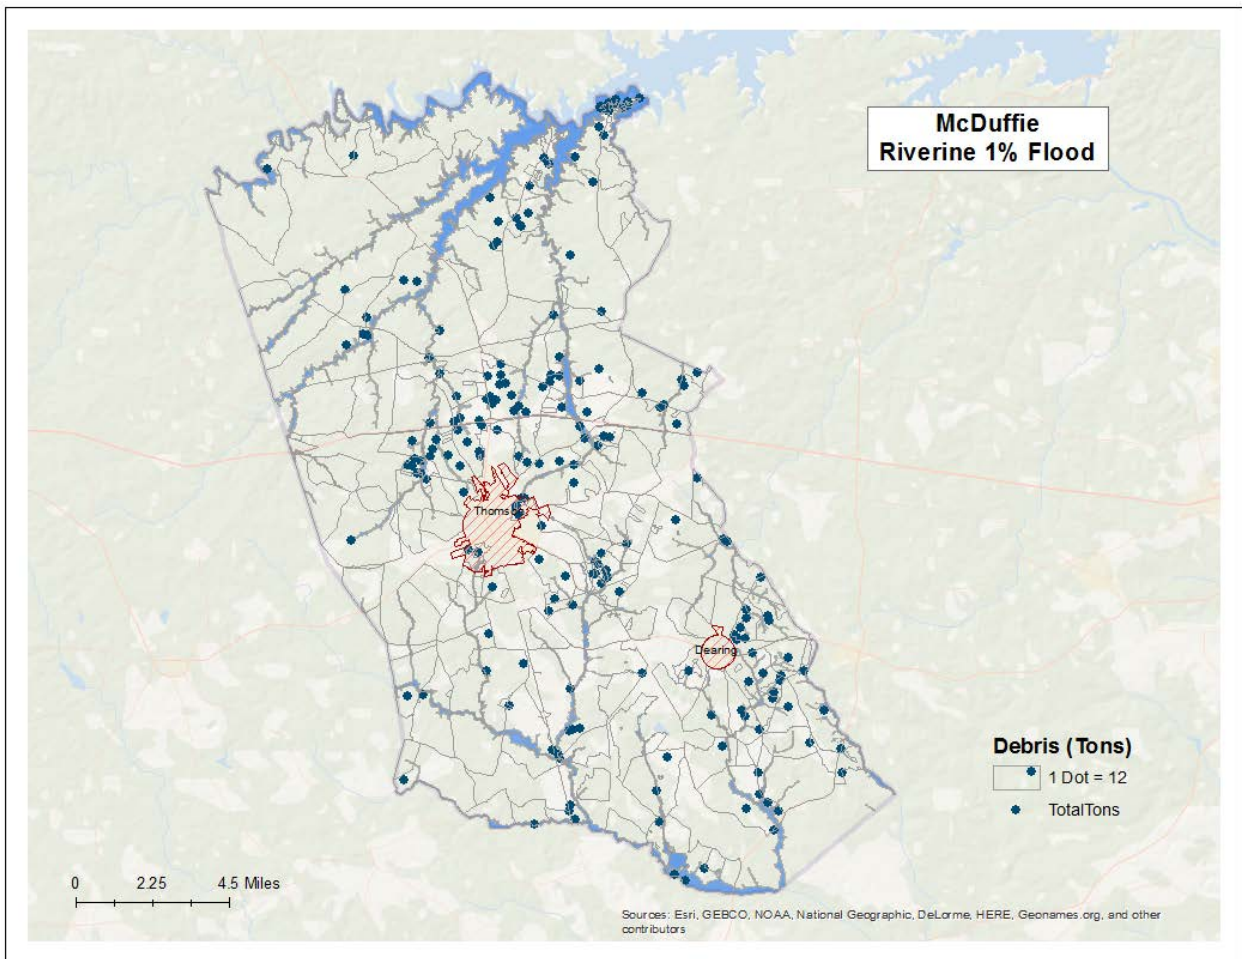 McDuffie
Riverine 1% Flood
Thomson
Dearing
Debris (Tons)
1 Dot = 12
TotalTons
0 2.25 4.5 Miles
Sources: Esri, GEBCO, NOAA, National Geographic, DeLorme, HERE, Geonames.org, and other
contributors